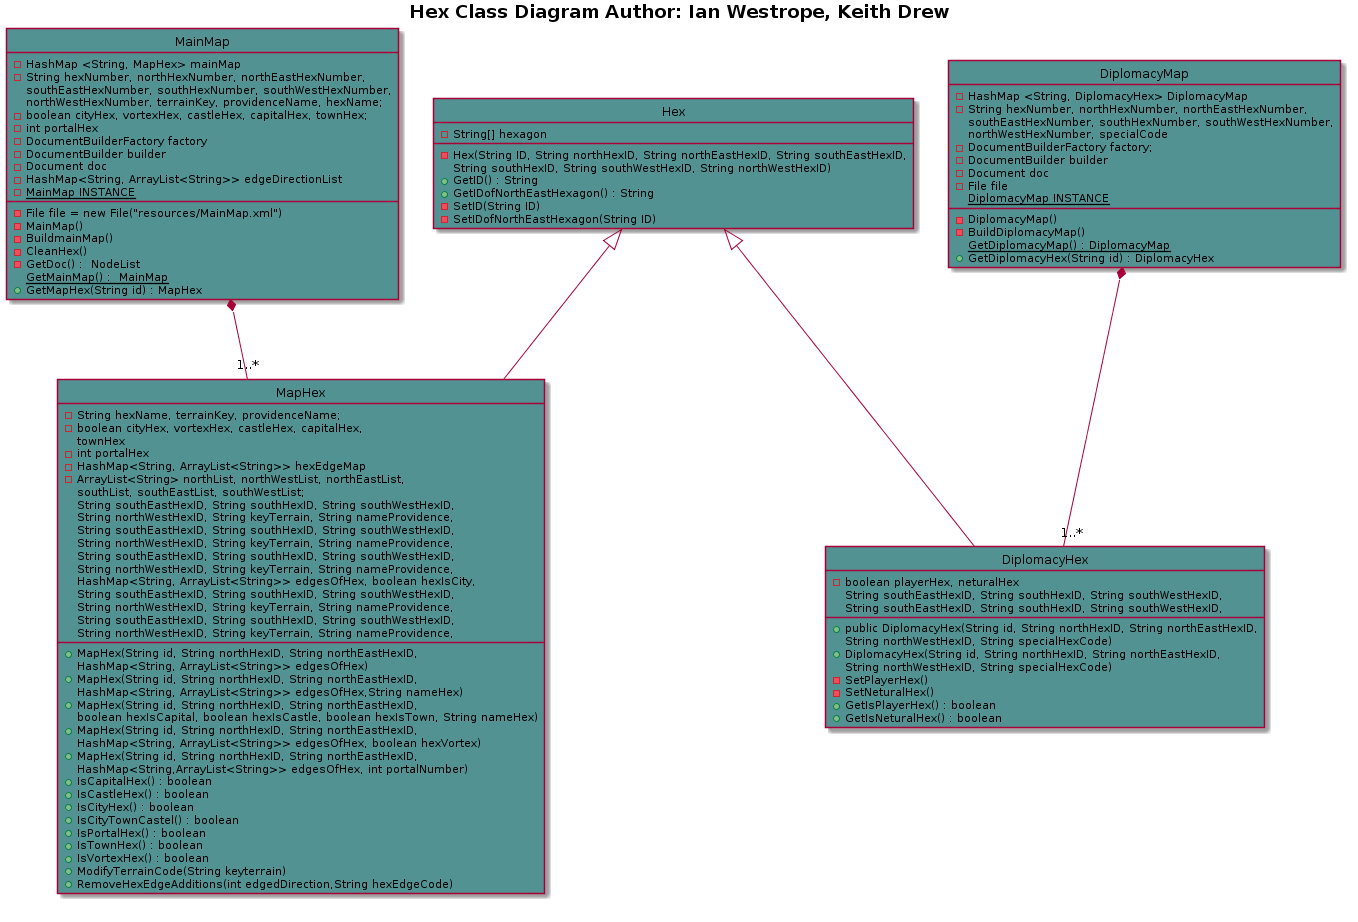 Hex Class Diagram Author: Ian Westrope, Keith Drew
MainMap
HashMap <String, MapHex> mainMap
String hexNumber, northHexNumber, northEastHexNumber,
southEastHexNumber, southHexNumber, southWestHexNumber,
northWestHexNumber, terrainKey, providenceName, hexName;
boolean cityHex, vortexHex, castleHex, capitalHex, townHex;
int portalHex
DocumentBuilderFactory factory
DocumentBuilder builder
Document doc
HashMap<String, ArrayList<String>> edgeDirectionList
MainMap INSTANCE
File file = new File("resources/MainMap.xml")
MainMap()
BuildmainMap()
CleanHex()
GetDoc() : NodeList
GetMainMap() : MainMap
GetMapHex(String id) : MapHex
Hex
String[] hexagon
Hex(String ID, String northHexID, String northEastHexID, String southEastHexID,
String southHexID, String southWestHexID, String northWestHexID)
GetID() : String
GetIDofNorthEastHexagon() : String
SetID(String ID)
SetIDofNorthEastHexagon(String ID)
DiplomacyMap
HashMap <String, DiplomacyHex> DiplomacyMap
String hexNumber, northHexNumber, northEastHexNumber,
southEastHexNumber, southHexNumber, southWestHexNumber,
northWestHexNumber, specialCode
DocumentBuilderFactory factory;
DocumentBuilder builder
Document doc
File file
DiplomacyMap INSTANCE
DiplomacyMap()
BuildDiplomacyMap()
GetDiplomacyMap() : DiplomacyMap
GetDiplomacyHex(String id) : DiplomacyHex
1..*
MapHex
String hexName, terrainKey, providenceName;
boolean cityHex, vortexHex, castleHex, capitalHex,
townHex
int portalHex
HashMap<String, ArrayList<String>> hexEdgeMap
ArrayList<String> northList, northWestList, northEastList,
southList, southEastList, southWestList;
String southEastHexID, String southHexID, String southWestHexID,
String northWestHexID, String keyTerrain, String nameProvidence,
String southEastHexID, String southHexID, String southWestHexID,
String northWestHexID, String keyTerrain, String nameProvidence,
String southEastHexID, String southHexID, String southWestHexID,
String northWestHexID, String keyTerrain, String nameProvidence,
HashMap<String, ArrayList<String>> edgesOfHex, boolean hexIsCity,
String southEastHexID, String southHexID, String southWestHexID,
String northWestHexID, String keyTerrain, String nameProvidence,
String southEastHexID, String southHexID, String southWestHexID,
String northWestHexID, String keyTerrain, String nameProvidence,
MapHex(String id, String northHexID, String northEastHexID,
HashMap<String, ArrayList<String>> edgesOfHex)
MapHex(String id, String northHexID, String northEastHexID,
HashMap<String, ArrayList<String>> edgesOfHex,String nameHex)
MapHex(String id, String northHexID, String northEastHexID,
boolean hexIsCapital, boolean hexIsCastle, boolean hexIsTown, String nameHex)
MapHex(String id, String northHexID, String northEastHexID,
HashMap<String, ArrayList<String>> edgesOfHex, boolean hexVortex)
MapHex(String id, String northHexID, String northEastHexID,
HashMap<String,ArrayList<String>> edgesOfHex, int portalNumber)
IsCapitalHex() : boolean
IsCastleHex() : boolean
IsCityHex() : boolean
IsCityTownCastel() : boolean
IsPortalHex() : boolean
IsTownHex() : boolean
IsVortexHex() : boolean
ModifyTerrainCode(String keyterrain)
RemoveHexEdgeAdditions(int edgedDirection,String hexEdgeCode)
1..*
DiplomacyHex
boolean playerHex, neturalHex
String southEastHexID, String southHexID, String southWestHexID,
String southEastHexID, String southHexID, String southWestHexID,
public DiplomacyHex(String id, String northHexID, String northEastHexID,
String northWestHexID, String specialHexCode)
DiplomacyHex(String id, String northHexID, String northEastHexID,
String northWestHexID, String specialHexCode)
SetPlayerHex()
SetNeturalHex()
GetIsPlayerHex() : boolean
GetIsNeturalHex() : boolean